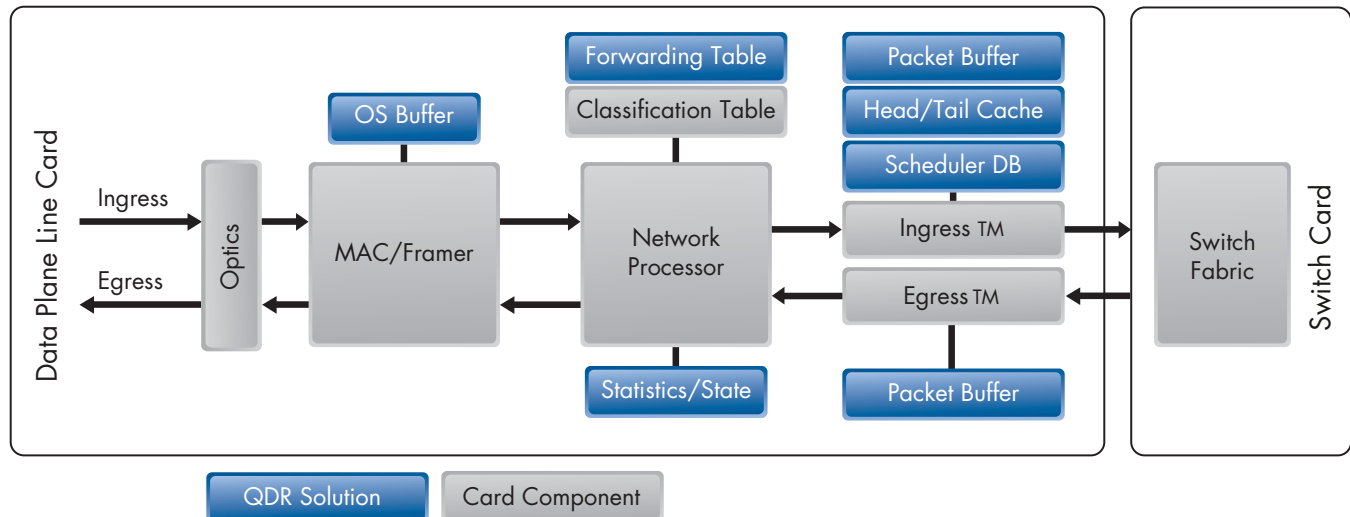 Data Plane Line Card
Ingress
Egress
Optics
OS Buffer
MAC/Framer
Forwarding Table
Classification Table
Network
Processor
Statistics/State
Packet Buffer
Head/Tail Cache
Scheduler DB
Ingress TM
Egress TM
Packet Buffer
Switch
Fabric
Switch Card
QDR Solution
Card Component